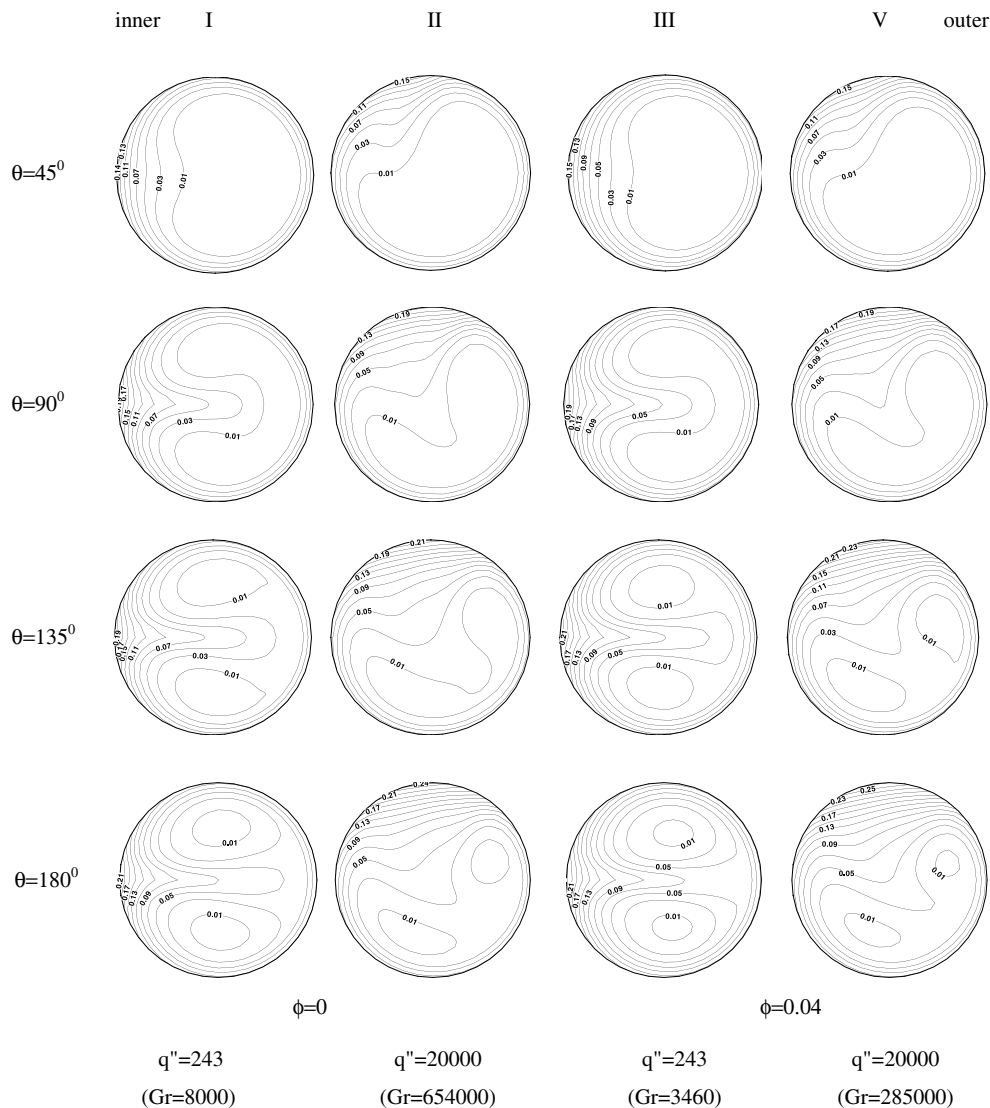 inner I II III V outer
θ=45⁰
0.14 0.13 0.11 0.07 0.03 0.01
0.15 0.11 0.07 0.03 0.01
0.15 0.13 0.09 0.05 0.03 0.01
0.15 0.11 0.07 0.03 0.01
θ=90⁰
0.17 0.15 0.11 0.07 0.03 0.01
0.19 0.13 0.09 0.05 0.01
0.19 0.17 0.13 0.09 0.05 0.01
0.19 0.17 0.13 0.09 0.05 0.01
θ=135⁰
0.19 0.17 0.15 0.11 0.07 0.03 0.01 0.01
0.21 0.19 0.13 0.09 0.05 0.01
0.21 0.17 0.13 0.09 0.05 0.01 0.01
0.23 0.21 0.15 0.11 0.07 0.03 0.01 0.01
θ=180⁰
0.21 0.17 0.13 0.09 0.05 0.01 0.01
0.24 0.21 0.17 0.13 0.09 0.05 0.01
0.21 0.17 0.13 0.09 0.05 0.05 0.01 0.01
0.25 0.23 0.17 0.13 0.09 0.05 0.01 0.01
ϕ=0 ϕ=0.04
q"=243 q"=20000 q"=243 q"=20000
(Gr=8000) (Gr=654000) (Gr=3460) (Gr=285000)